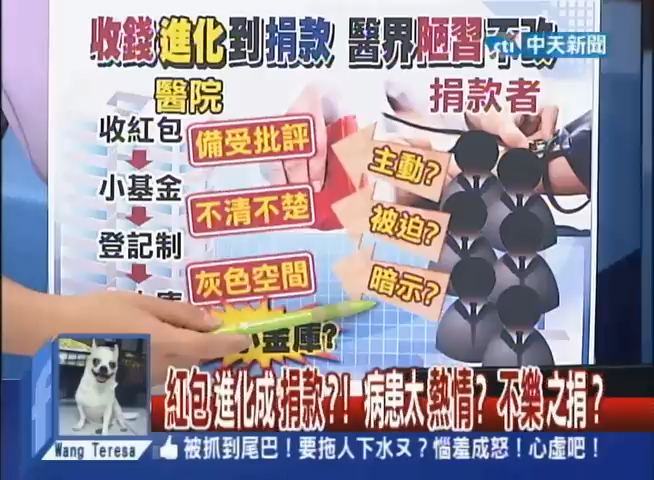 收錢進化到捐款 醫界陋習不改
cti 中天新聞
醫院
捐款者
收紅包
備受批評
主動?
小基金
不清不楚
被迫?
登記制
灰色空間
暗示?
小金庫?
紅包進化成捐款?! 病患太熱情? 不樂之捐?
Wang Teresa
被抓到尾巴!要拖人下水ㄡ?惱羞成怒!心虛吧!